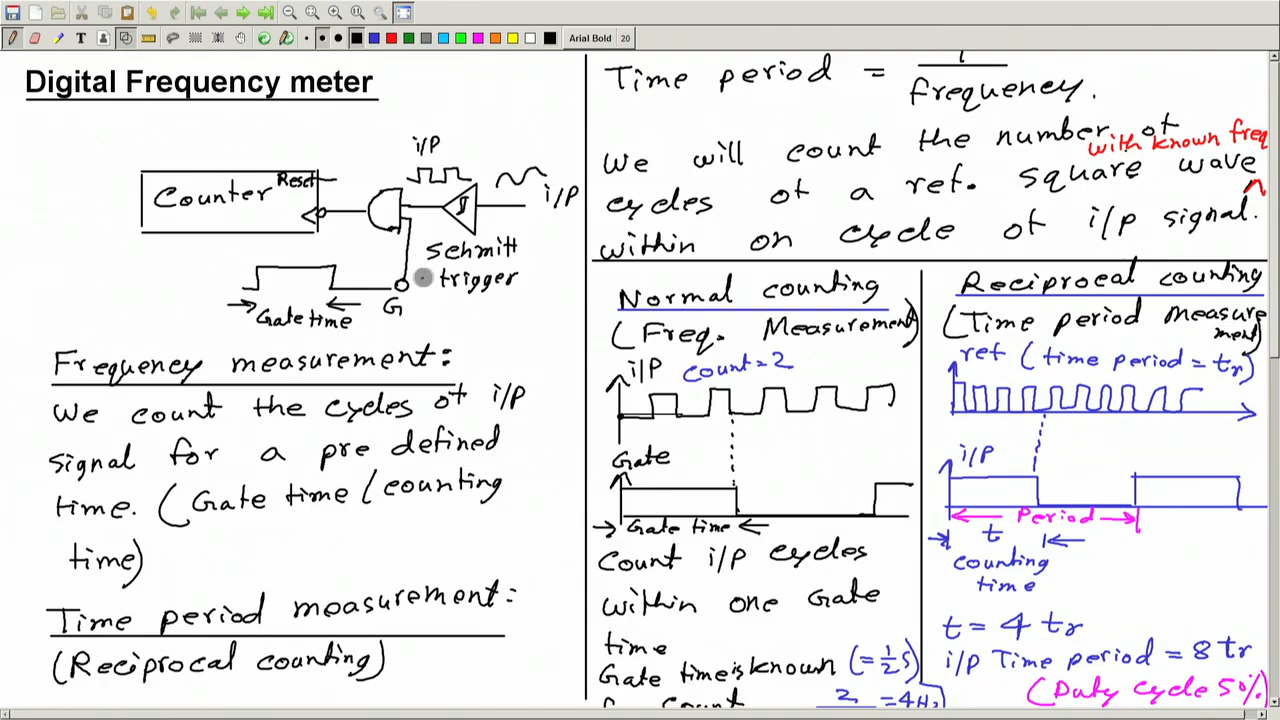 Arial Bold 20
Digital Frequency meter
i/P
Counter
Reset
i/P
Schmitt
trigger
G
Gate time
Frequency measurement:
We count the cycles of i/p
signal for a pre defined
time. (Gate time/counting
time)
Time period measurement:
(Reciprocal counting)
Time period = 1
frequency.
We will count the number of
with known freq
cycles of a ref. square wave
within on cycle of i/p signal.
Normal counting
(Freq. Measurement)
i/P count=2
Gate
Gate time
Count i/p cycles
within one Gate
time
Gate time is known (= 1/2 s)
count 2 = 4Hz
Reciprocal counting
(Time period measure
ment)
ref (time period = tr)
i/P
Period
t
counting
time
t = 4 tr
i/p Time period = 8 tr
(Duty cycle 50%)